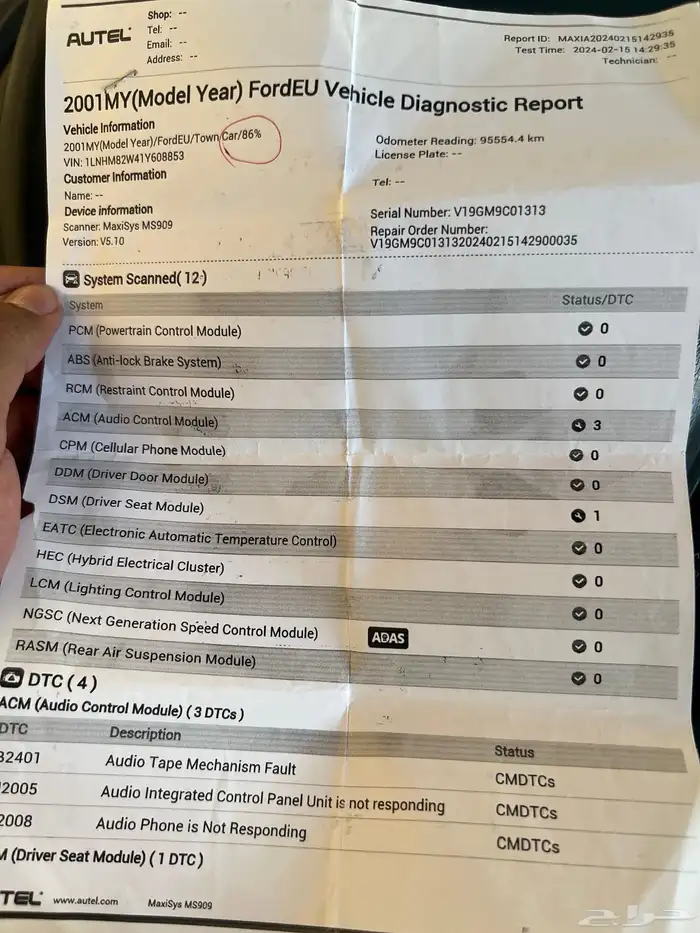 AUTEL
Shop: --
Tel: --
Email: --
Address: --
Report ID: MAXIA20240215142935
Test Time: 2024-02-15 14:29:35
Technician: --
2001MY(Model Year) FordEU Vehicle Diagnostic Report
Vehicle Information
2001MY(Model Year)/FordEU/Town Car/86%
VIN: 1LNHM82W41Y608853
Odometer Reading: 95554.4 km
License Plate: --
Customer Information
Name: --
Tel: --
Device information
Scanner: MaxiSys MS909
Version: V5.10
Serial Number: V19GM9C01313
Repair Order Number:
V19GM9C0131320240215142900035
System Scanned( 12 )
System Status/DTC
PCM (Powertrain Control Module) 0
ABS (Anti-lock Brake System) 0
RCM (Restraint Control Module) 0
ACM (Audio Control Module) 3
CPM (Cellular Phone Module) 0
DDM (Driver Door Module) 0
DSM (Driver Seat Module) 1
EATC (Electronic Automatic Temperature Control) 0
HEC (Hybrid Electrical Cluster) 0
LCM (Lighting Control Module) 0
NGSC (Next Generation Speed Control Module) ADAS 0
RASM (Rear Air Suspension Module) 0
DTC ( 4 )
ACM (Audio Control Module) ( 3 DTCs )
DTC Description Status
B2401 Audio Tape Mechanism Fault CMDTCs
2005 Audio Integrated Control Panel Unit is not responding CMDTCs
2008 Audio Phone is Not Responding CMDTCs
M (Driver Seat Module) ( 1 DTC )
TEL www.autel.com MaxiSys MS909
حراج